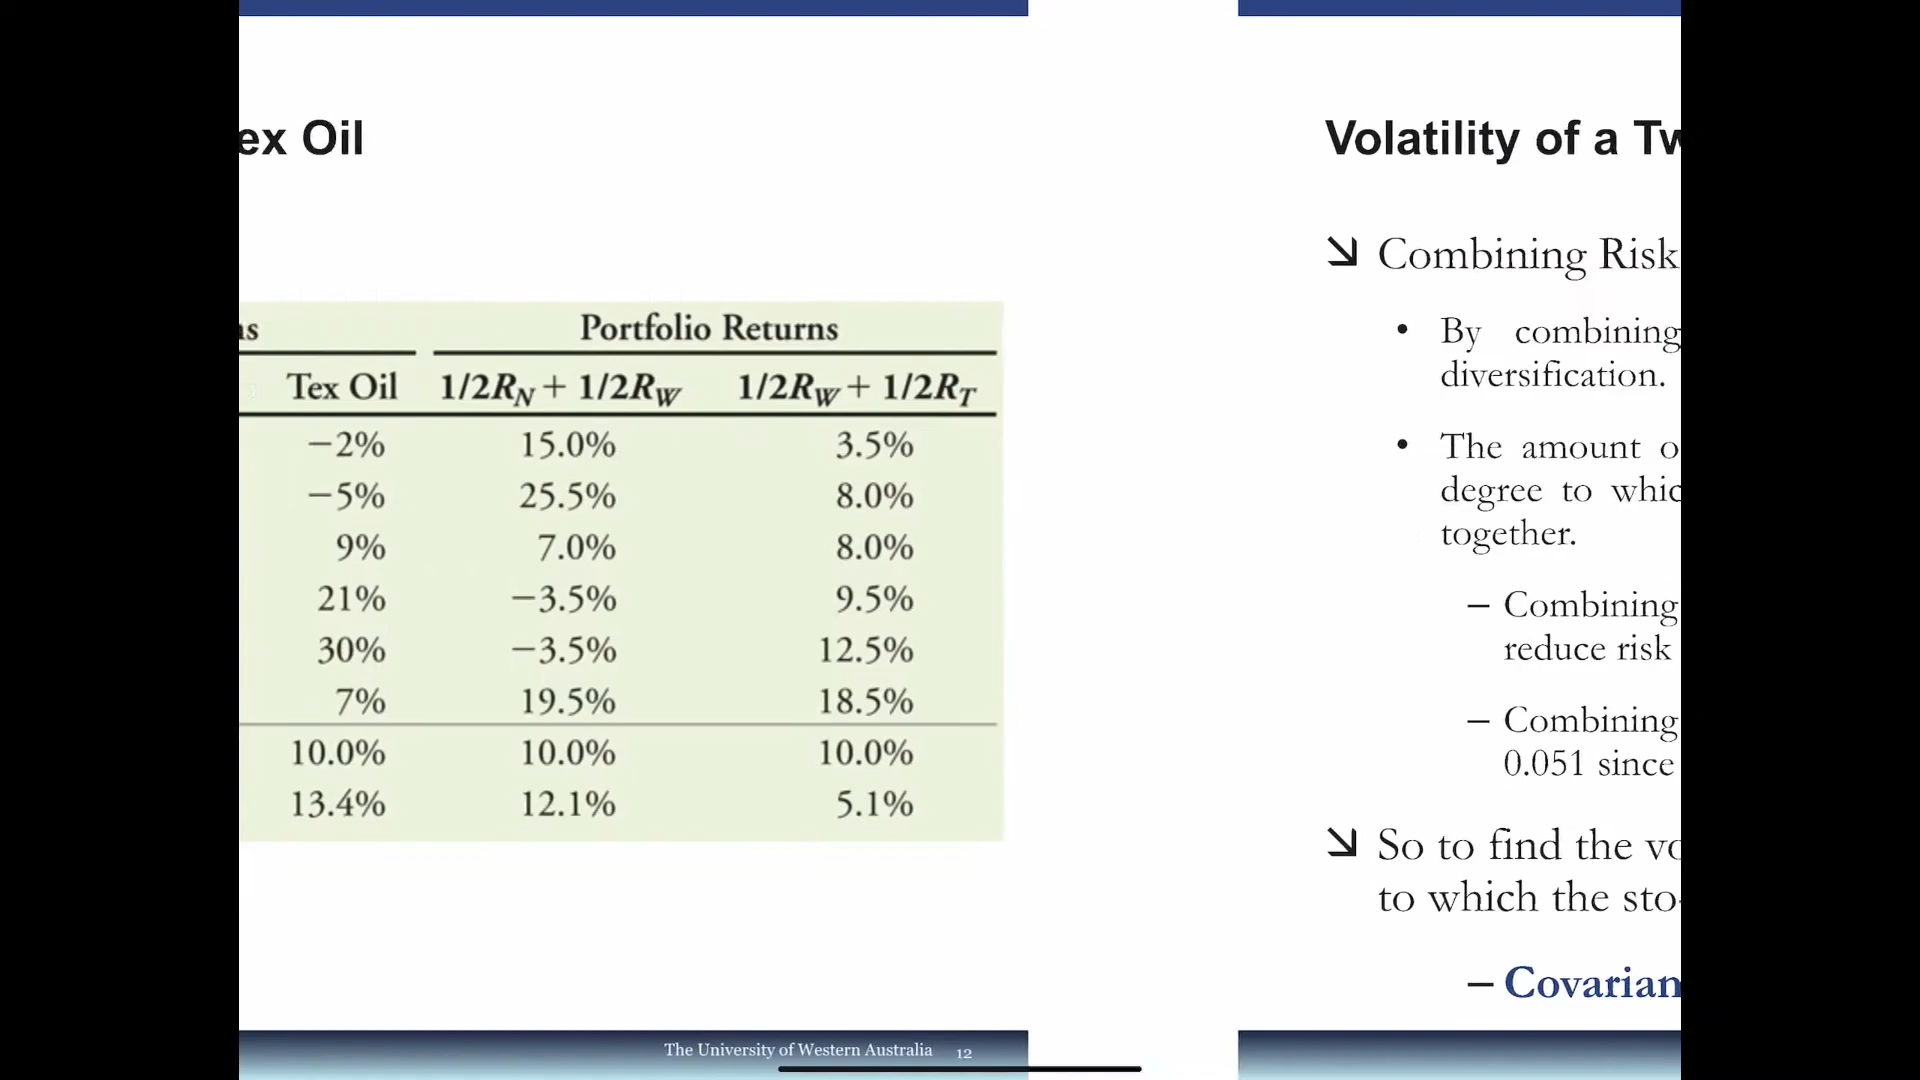 ex Oil
Portfolio Returns
Tex Oil 1/2R_N + 1/2R_W 1/2R_W + 1/2R_T
−2% 15.0% 3.5%
−5% 25.5% 8.0%
9% 7.0% 8.0%
21% −3.5% 9.5%
30% −3.5% 12.5%
7% 19.5% 18.5%
10.0% 10.0% 10.0%
13.4% 12.1% 5.1%
The University of Western Australia 12
Volatility of a Tw
Combining Risk
• By combining
diversification.
• The amount o
degree to whic
together.
– Combining
reduce risk
– Combining
0.051 since
So to find the vo
to which the sto
– Covarian